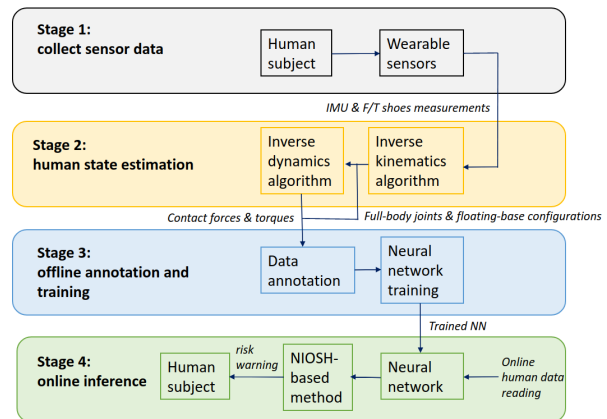 Stage 1:
collect sensor data
Human
subject
Wearable
sensors
IMU & F/T shoes measurements
Stage 2:
human state estimation
Inverse
dynamics
algorithm
Inverse
kinematics
algorithm
Contact forces & torques
Full-body joints & floating-base configurations
Stage 3:
offline annotation and
training
Data
annotation
Neural
network
training
Trained NN
Stage 4:
online inference
Human
subject
risk
warning
NIOSH-
based
method
Neural
network
Online
human data
reading